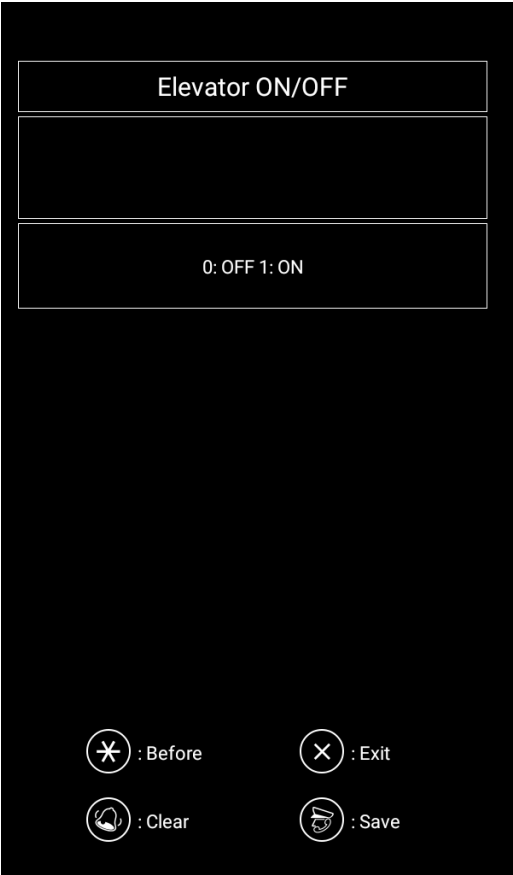 Elevator ON/OFF
0: OFF 1: ON
: Before
: Exit
: Clear
: Save